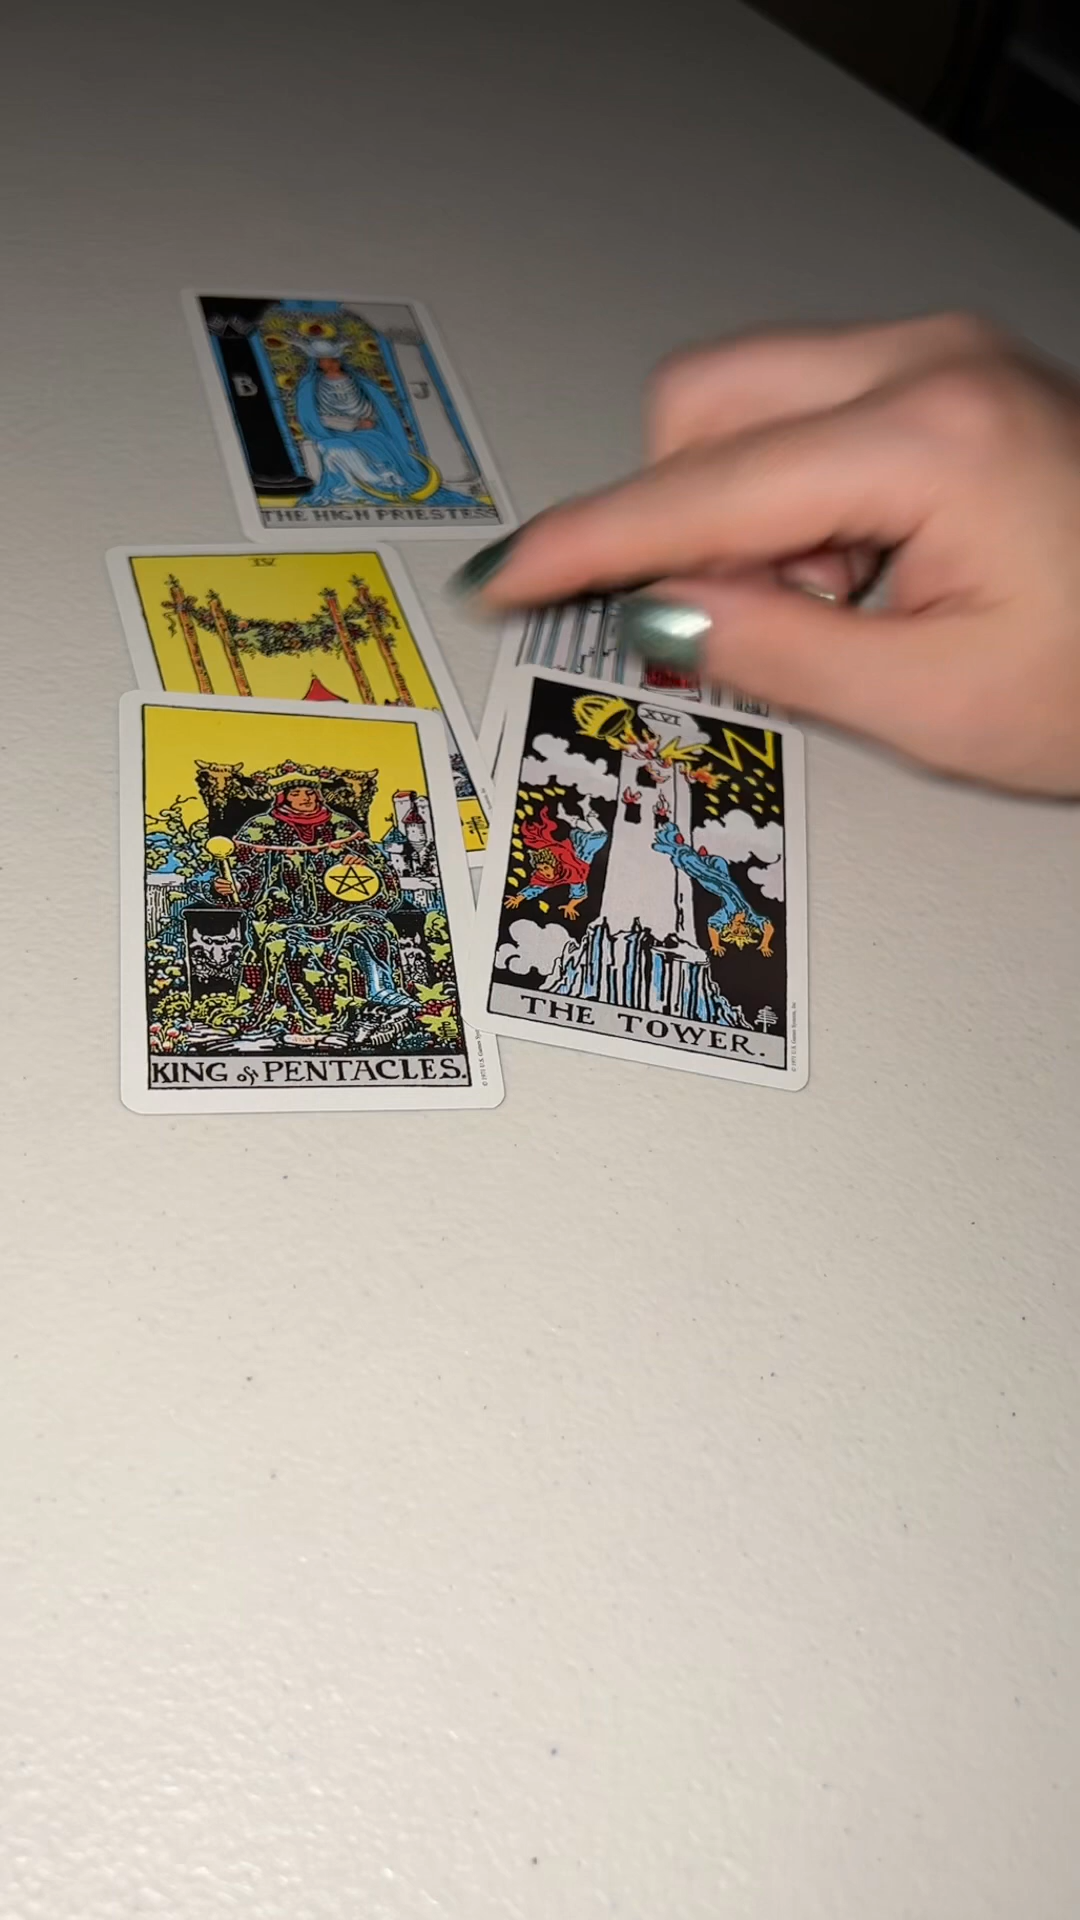 B J
THE HIGH PRIESTESS
IV
XVI
KING of PENTACLES.
THE TOWER.